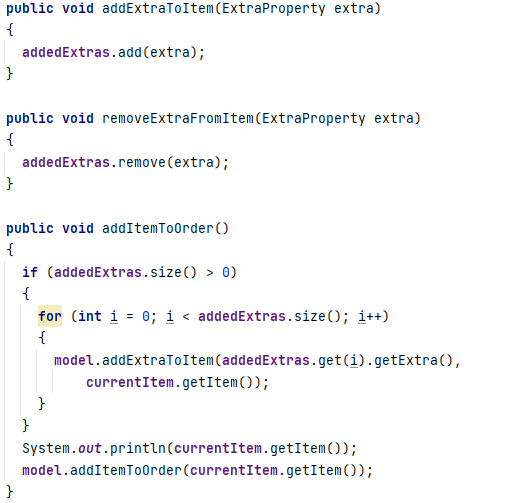 public void addExtraToItem(ExtraProperty extra)
{
  addedExtras.add(extra);
}

public void removeExtraFromItem(ExtraProperty extra)
{
  addedExtras.remove(extra);
}

public void addItemToOrder()
{
  if (addedExtras.size() > 0)
  {
    for (int i = 0; i < addedExtras.size(); i++)
    {
      model.addExtraToItem(addedExtras.get(i).getExtra(),
          currentItem.getItem());
    }
  }
  System.out.println(currentItem.getItem());
  model.addItemToOrder(currentItem.getItem());
}